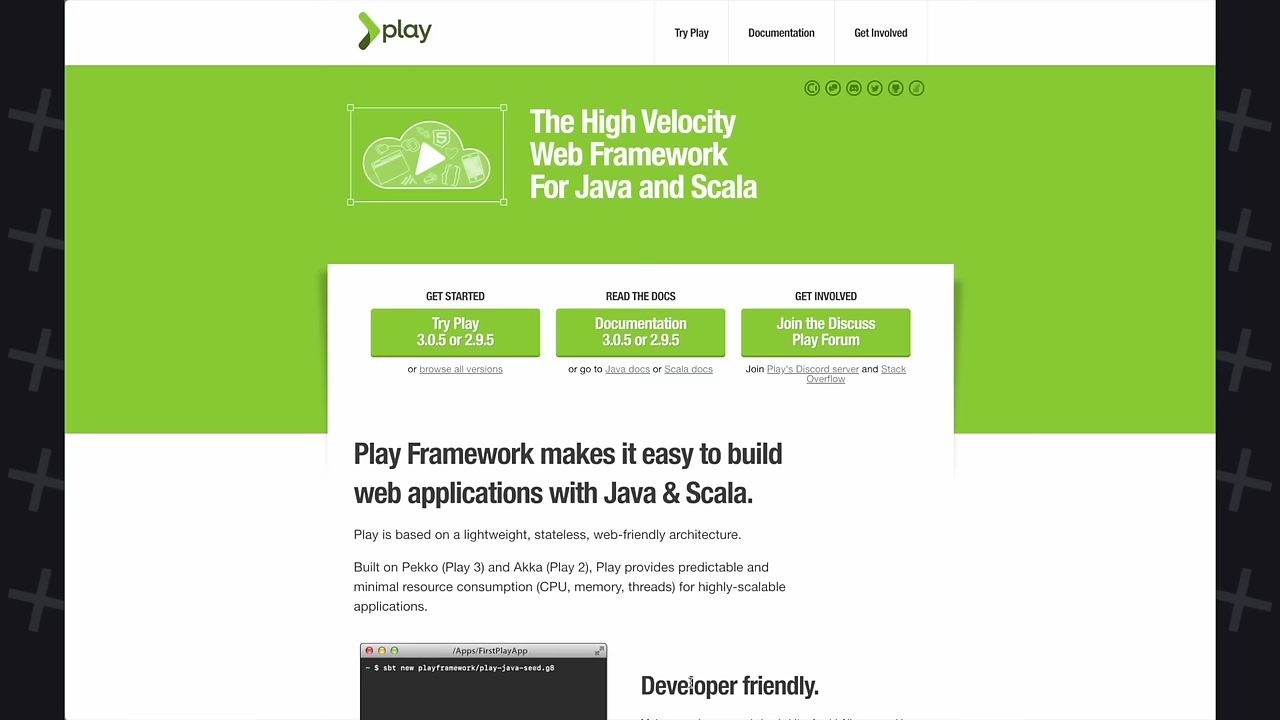 play
Try Play
Documentation
Get Involved
5
The High Velocity
Web Framework
For Java and Scala
GET STARTED
Try Play
3.0.5 or 2.9.5
or browse all versions
READ THE DOCS
Documentation
3.0.5 or 2.9.5
or go to Java docs or Scala docs
GET INVOLVED
Join the Discuss
Play Forum
Join Play's Discord server and Stack
Overflow
Play Framework makes it easy to build
web applications with Java & Scala.
Play is based on a lightweight, stateless, web-friendly architecture.
Built on Pekko (Play 3) and Akka (Play 2), Play provides predictable and
minimal resource consumption (CPU, memory, threads) for highly-scalable
applications.
/Apps/FirstPlayApp
~ $ sbt new playframework/play-java-seed.g8
Developer friendly.